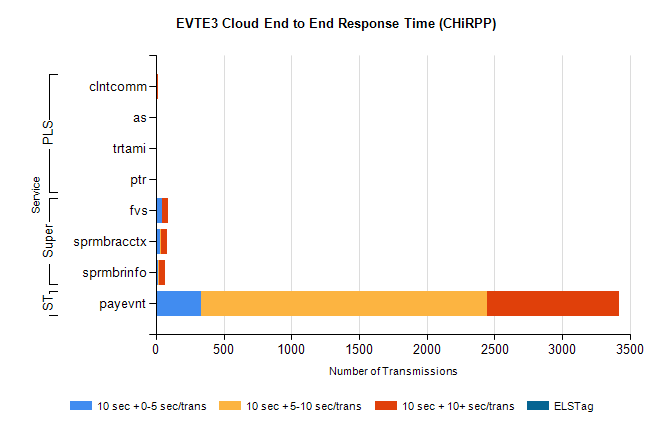 EVTE3 Cloud End to End Response Time (CHiRPP)
Service
PLS
clntcomm
as
trtami
ptr
Super
fvs
sprmbracctx
sprmbrinfo
ST
payevnt
0 500 1000 1500 2000 2500 3000 3500
Number of Transmissions
10 sec +0-5 sec/trans 10 sec +5-10 sec/trans 10 sec + 10+ sec/trans ELSTag